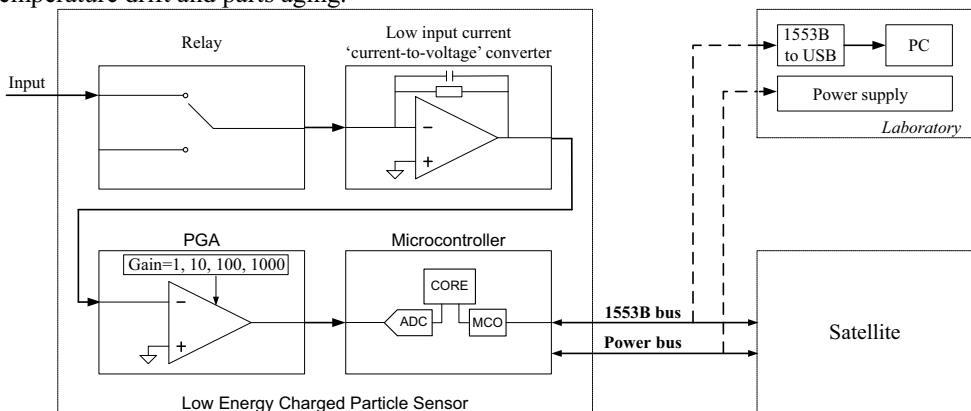 temperature drift and parts aging.
Relay
Low input current
‘current-to-voltage’ converter
Input
1553B
to USB
PC
Power supply
Laboratory
PGA
Gain=1, 10, 100, 1000
Microcontroller
CORE
ADC
MCO
1553B bus
Power bus
Satellite
Low Energy Charged Particle Sensor